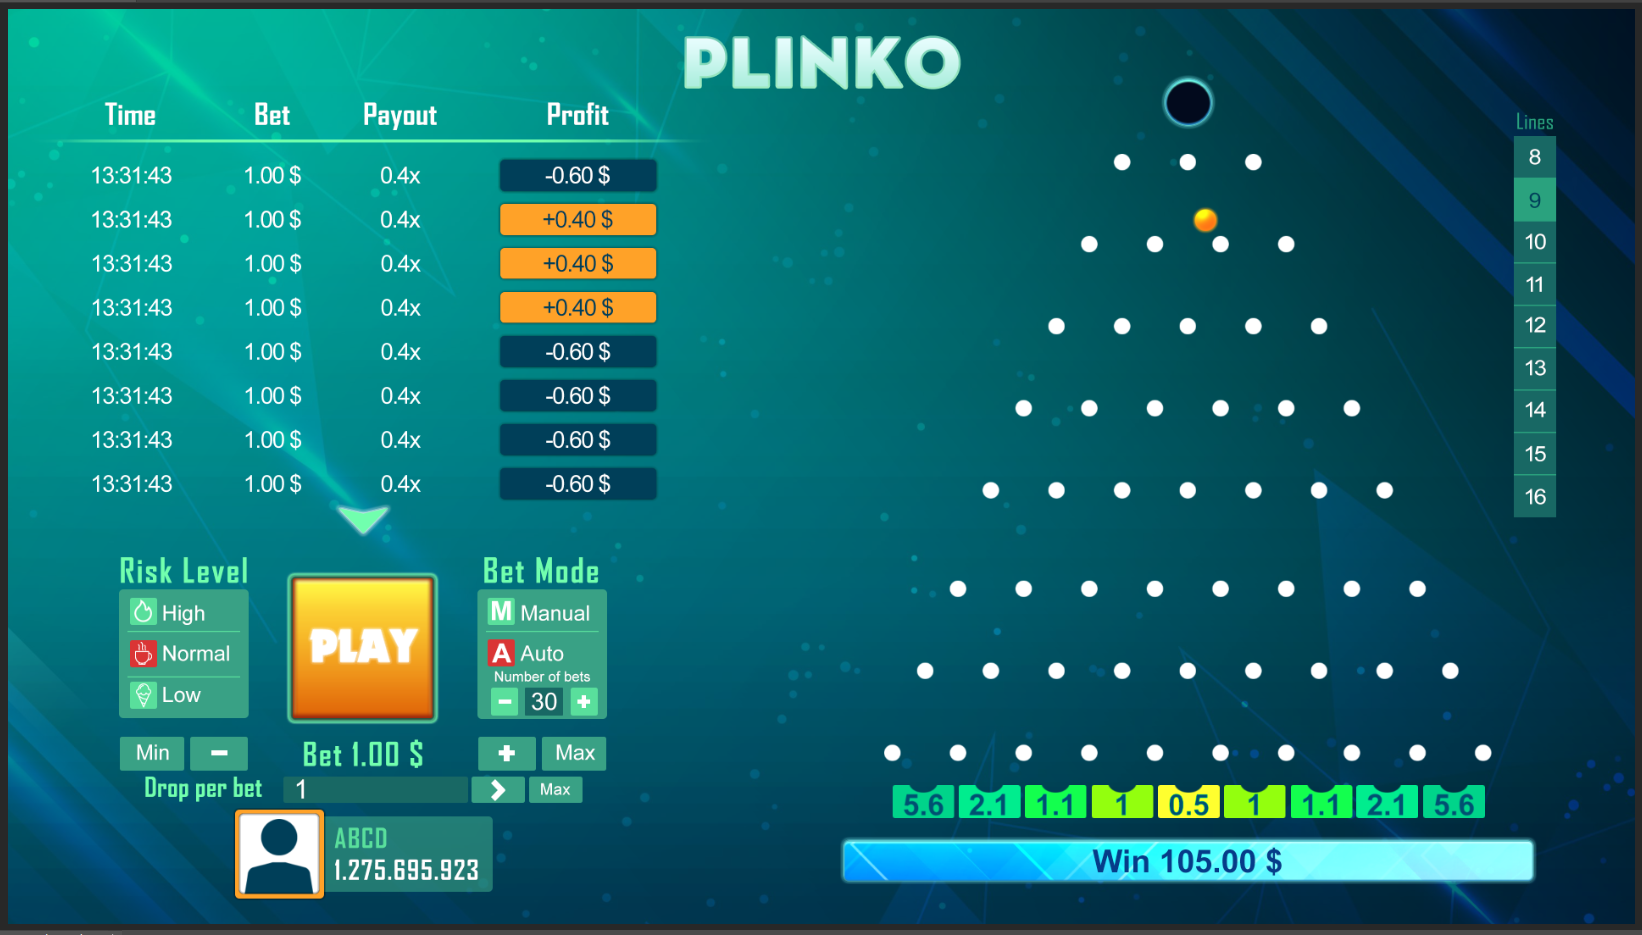 PLINKO
Time Bet Payout Profit
13:31:43 1.00 $ 0.4x -0.60 $
13:31:43 1.00 $ 0.4x +0.40 $
13:31:43 1.00 $ 0.4x +0.40 $
13:31:43 1.00 $ 0.4x +0.40 $
13:31:43 1.00 $ 0.4x -0.60 $
13:31:43 1.00 $ 0.4x -0.60 $
13:31:43 1.00 $ 0.4x -0.60 $
13:31:43 1.00 $ 0.4x -0.60 $
Risk Level
High
Normal
Low
PLAY
Bet Mode
M Manual
A Auto
Number of bets
- 30 +
Min - Bet 1.00 $ + Max
Drop per bet 1 > Max
ABCD
1.275.695.923
Lines
8
9
10
11
12
13
14
15
16
5.6 2.1 1.1 1 0.5 1 1.1 2.1 5.6
Win 105.00 $